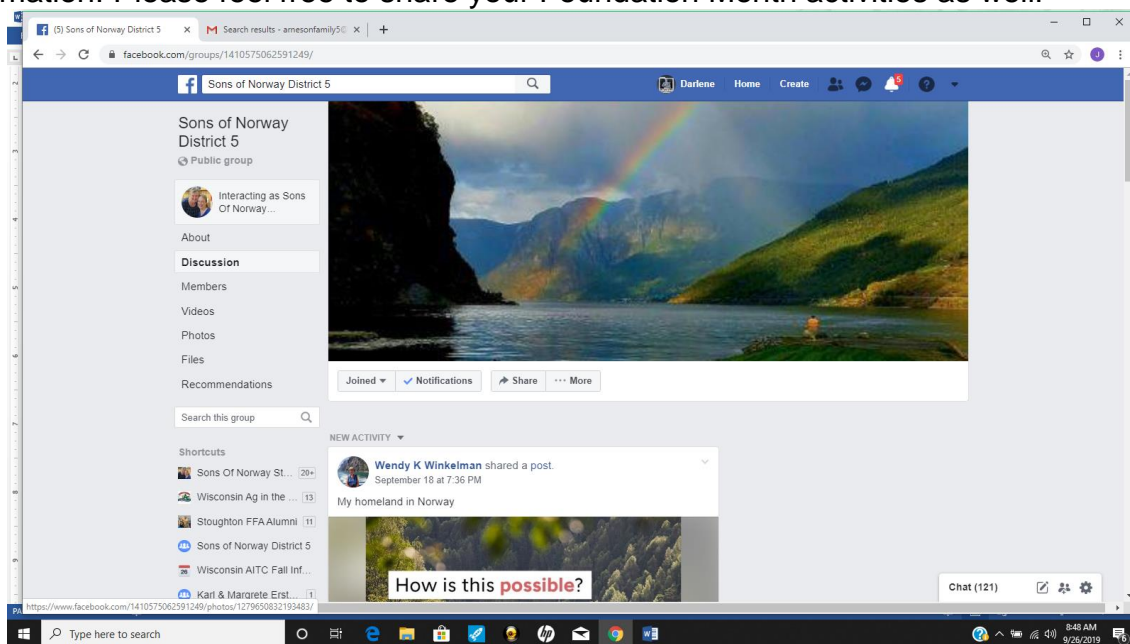 mation. Please feel free to share your Foundation Month activities as well.
(5) Sons of Norway District 5
Search results - amesonfamily5@
facebook.com/groups/1410575062591249/
Sons of Norway District 5
Darlene
Home
Create
5
Sons of Norway
District 5
Public group
Interacting as Sons
Of Norway...
About
Discussion
Members
Videos
Photos
Files
Recommendations
Joined
Notifications
Share
More
Search this group
NEW ACTIVITY
Shortcuts
Sons Of Norway St... 20+
Wisconsin Ag in the ... 13
Stoughton FFA Alumni 11
Sons of Norway District 5
Wisconsin AITC Fall Inf...
Karl & Margrete Erst... 1
Wendy K Winkelman shared a post.
September 18 at 7:36 PM
My homeland in Norway
How is this possible?
Chat (121)
https://www.facebook.com/1410575062591249/photos/1279650832193483/
Type here to search
8:48 AM
9/26/2019